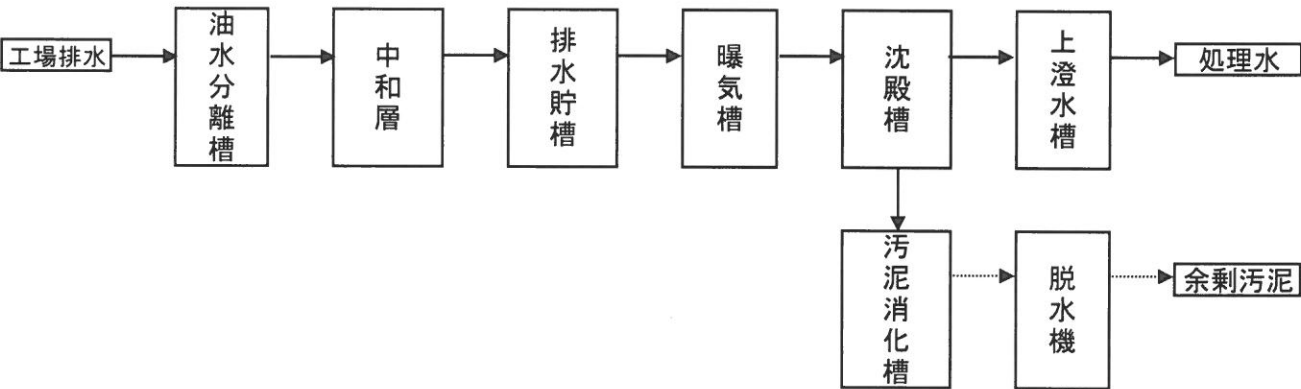 工場排水
油水分離槽
中和層
排水貯槽
曝気槽
沈殿槽
上澄水槽
処理水
汚泥消化槽
脱水機
余剰汚泥